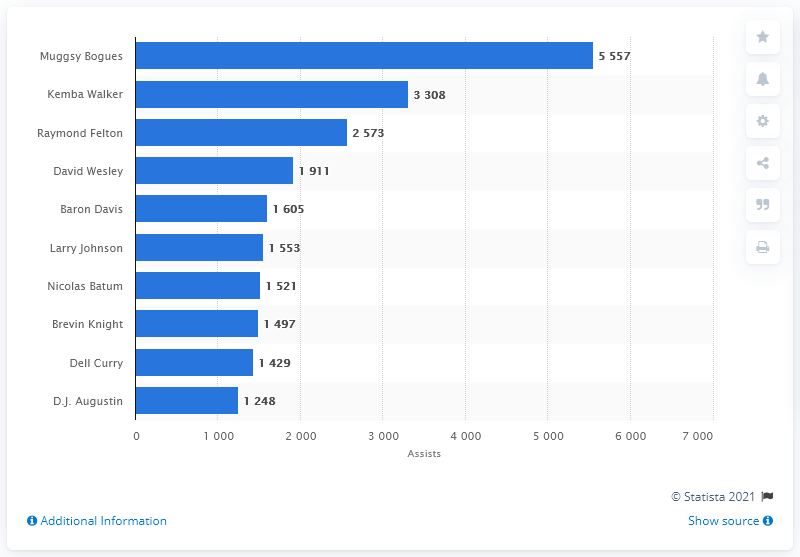 Muggsy Bogues 5 557
Kemba Walker 3 308
Raymond Felton 2 573
David Wesley 1 911
Baron Davis 1 605
Larry Johnson 1 553
Nicolas Batum 1 521
Brevin Knight 1 497
Dell Curry 1 429
D.J. Augustin 1 248
0 1 000 2 000 3 000 4 000 5 000 6 000 7 000
Assists
© Statista 2021
Additional Information Show source